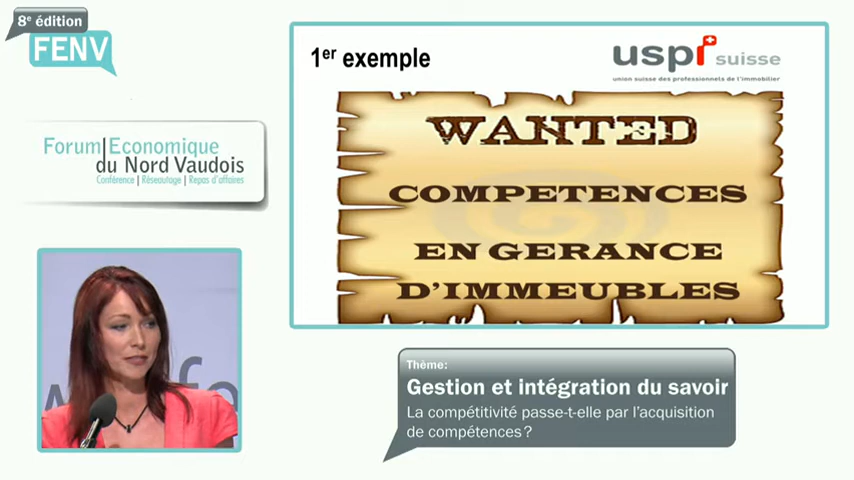 8e édition
FENV
Forum|Economique
du Nord Vaudois
Conférence | Réseautage | Repas d'affaires
1er exemple
uspi suisse
union suisse des professionnels de l'immobilier
WANTED
COMPETENCES
EN GERANCE
D'IMMEUBLES
Thème:
Gestion et intégration du savoir
La compétitivité passe-t-elle par l'acquisition
de compétences ?